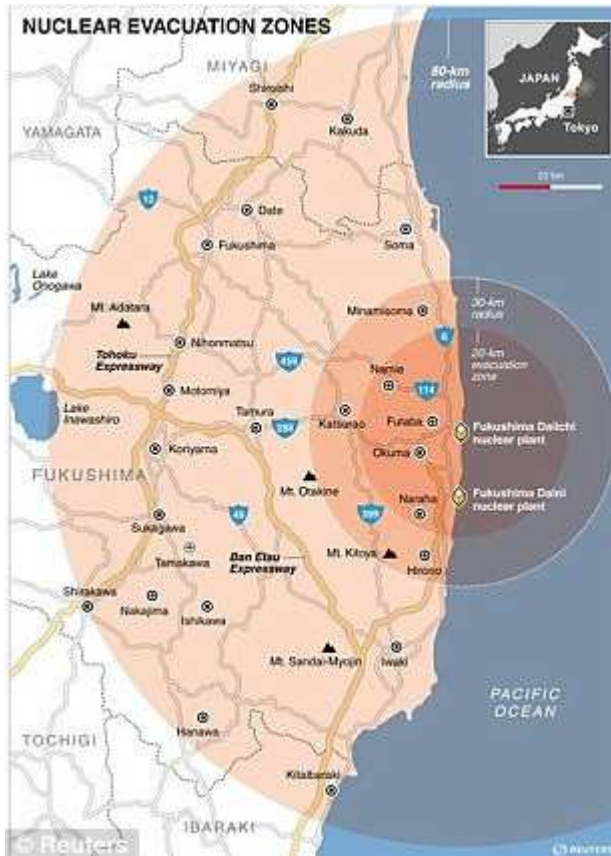 NUCLEAR EVACUATION ZONES
MIYAGI
80-km
radius
JAPAN
Tokyo
Shiroishi
Kakuda
YAMAGATA
20 km
13
Date
Fukushima
Soma
Lake
Onogawa
Mt. Adatara
Minamisoma
30-km
radius
6
Nihonmatsu
20-km
evacuation
zone
Tohoku
Expressway
459
Namie
114
Motomiya
Lake
Inawashiro
Tamura
Katsurao
Futaba
288
Fukushima Daiichi
nuclear plant
Koriyama
Okuma
FUKUSHIMA
Mt. Otakine
Naraha
Fukushima Daini
nuclear plant
Sukagawa
49
399
Tamakawa
Ban Etsu
Expressway
Mt. Kitoya
Hirono
Shirakawa
Nakajima
Ishikawa
Mt. Sandai-Myojin
Iwaki
PACIFIC
OCEAN
Hanawa
TOCHIGI
Kitaibaraki
IBARAKI
© Reuters
REUTERS